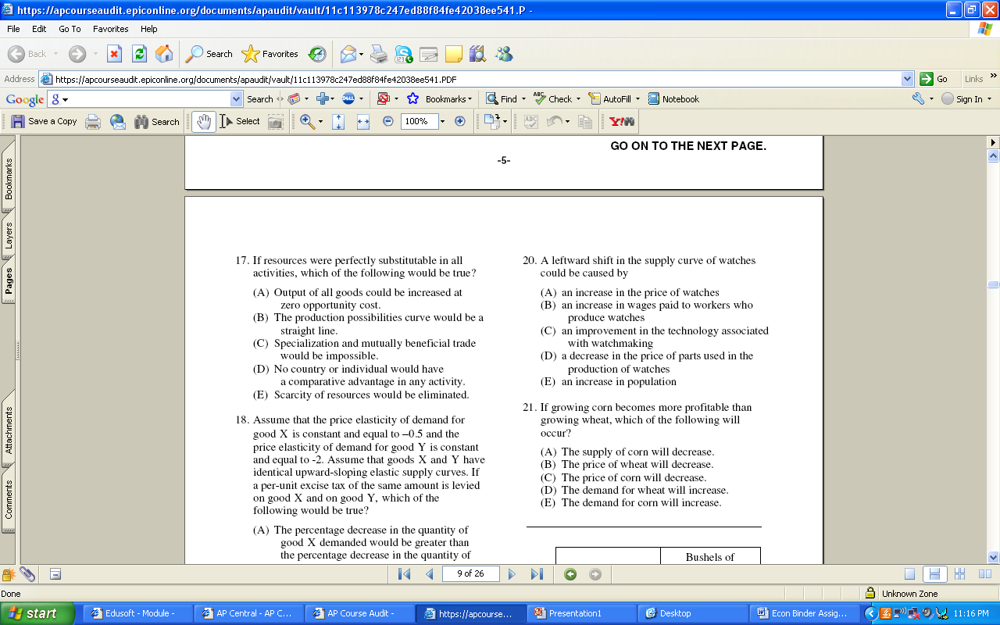 https://apcourseaudit.epiconline.org/documents/apaudit/vault/11c113978c247ed88f84fe42038ee541.P -
File Edit Go To Favorites Help
Back Search Favorites
Address https://apcourseaudit.epiconline.org/documents/apaudit/vault/11c113978c247ed88f84fe42038ee541.PDF Go Links »
Google g Search Bookmarks Find ABC Check AutoFill Notebook Sign In
Save a Copy Search Select 100% Y!
Bookmarks
Layers
Pages
Attachments
Comments
GO ON TO THE NEXT PAGE.
-5-
17. If resources were perfectly substitutable in all
activities, which of the following would be true?
(A) Output of all goods could be increased at
zero opportunity cost.
(B) The production possibilities curve would be a
straight line.
(C) Specialization and mutually beneficial trade
would be impossible.
(D) No country or individual would have
a comparative advantage in any activity.
(E) Scarcity of resources would be eliminated.
18. Assume that the price elasticity of demand for
good X is constant and equal to –0.5 and the
price elasticity of demand for good Y is constant
and equal to -2. Assume that goods X and Y have
identical upward-sloping elastic supply curves. If
a per-unit excise tax of the same amount is levied
on good X and on good Y, which of the
following would be true?
(A) The percentage decrease in the quantity of
good X demanded would be greater than
the percentage decrease in the quantity of
20. A leftward shift in the supply curve of watches
could be caused by
(A) an increase in the price of watches
(B) an increase in wages paid to workers who
produce watches
(C) an improvement in the technology associated
with watchmaking
(D) a decrease in the price of parts used in the
production of watches
(E) an increase in population
21. If growing corn becomes more profitable than
growing wheat, which of the following will
occur?
(A) The supply of corn will decrease.
(B) The price of wheat will decrease.
(C) The price of corn will decrease.
(D) The demand for wheat will increase.
(E) The demand for corn will increase.
Bushels of
9 of 26
Done Unknown Zone
start Edusoft - Module - AP Central - AP C... AP Course Audit - https://apcourse... Presentation1 Desktop Econ Binder Assig... 11:16 PM